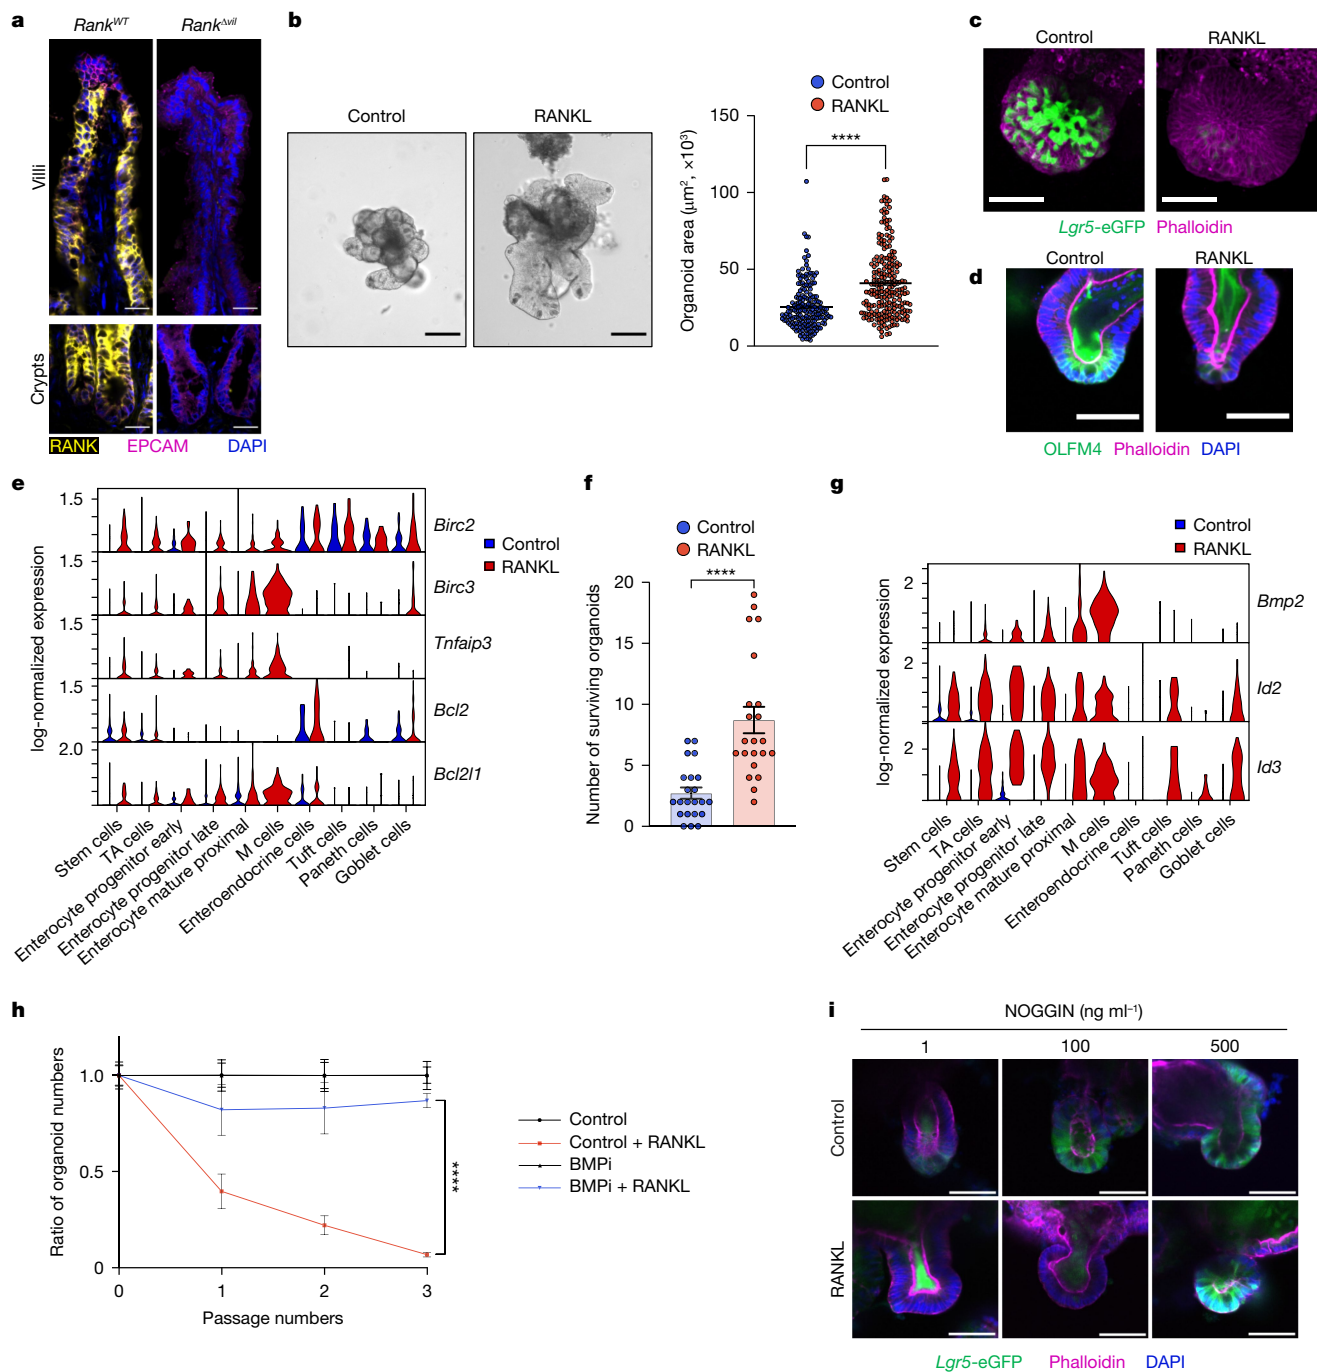 a
Rank^WT Rank^Δvil
Villi
Crypts
RANK EPCAM DAPI
b
Control RANKL
Control
RANKL
Organoid area (μm², ×10³)
150
100
50
0
****
c
Control RANKL
Lgr5-eGFP Phalloidin
d
Control RANKL
OLFM4 Phalloidin DAPI
e
log-normalized expression
1.5
1.5
1.5
1.5
2.0
Birc2
Birc3
Tnfaip3
Bcl2
Bcl2l1
Control
RANKL
Stem cells
TA cells
Enterocyte progenitor early
Enterocyte progenitor late
Enterocyte mature proximal
M cells
Enteroendocrine cells
Tuft cells
Paneth cells
Goblet cells
f
Control
RANKL
****
Number of surviving organoids
20
15
10
5
0
g
Control
RANKL
log-normalized expression
2
2
2
Bmp2
Id2
Id3
Stem cells
TA cells
Enterocyte progenitor early
Enterocyte progenitor late
Enterocyte mature proximal
M cells
Enteroendocrine cells
Tuft cells
Paneth cells
Goblet cells
h
Ratio of organoid numbers
1.0
0.5
0
0 1 2 3
Passage numbers
****
Control
Control + RANKL
BMPi
BMPi + RANKL
i
NOGGIN (ng ml⁻¹)
1 100 500
Control
RANKL
Lgr5-eGFP Phalloidin DAPI